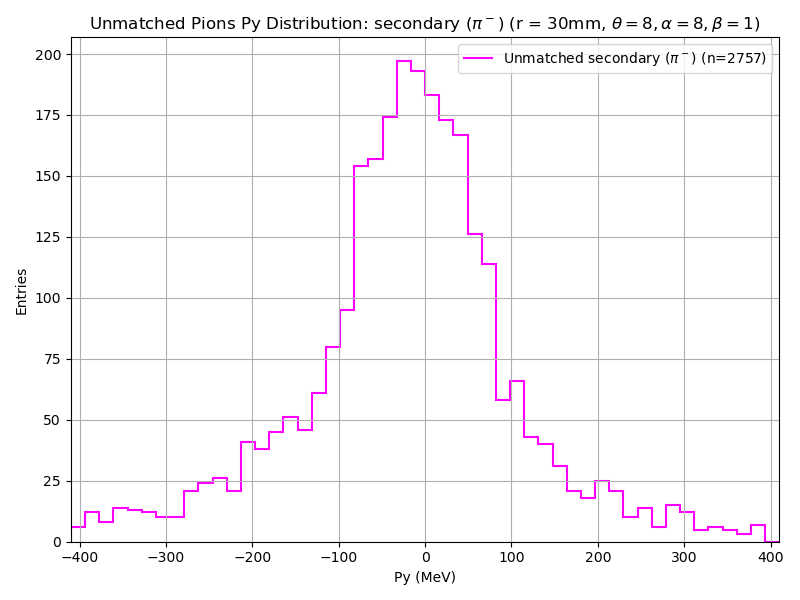 Unmatched Pions Py Distribution: secondary (π⁻) (r = 30mm, θ = 8, α = 8, β = 1)
Unmatched secondary (π⁻) (n=2757)
200
175
150
125
100
75
50
25
0
Entries
−400 −300 −200 −100 0 100 200 300 400
Py (MeV)